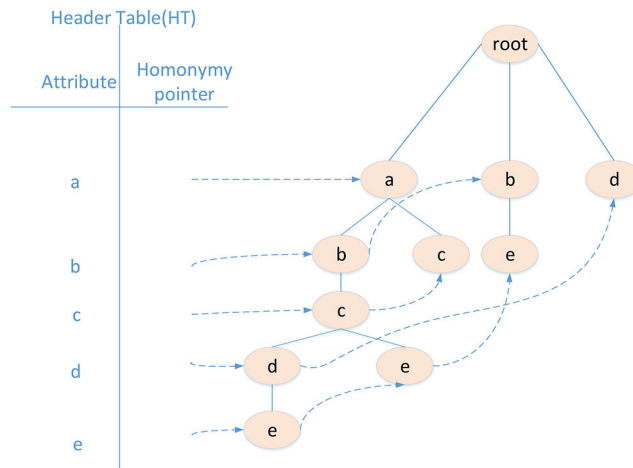 Header Table(HT)
root
Attribute
Homonymy
pointer
a
a
b
d
b
b
c
e
c
c
d
d
e
e
e